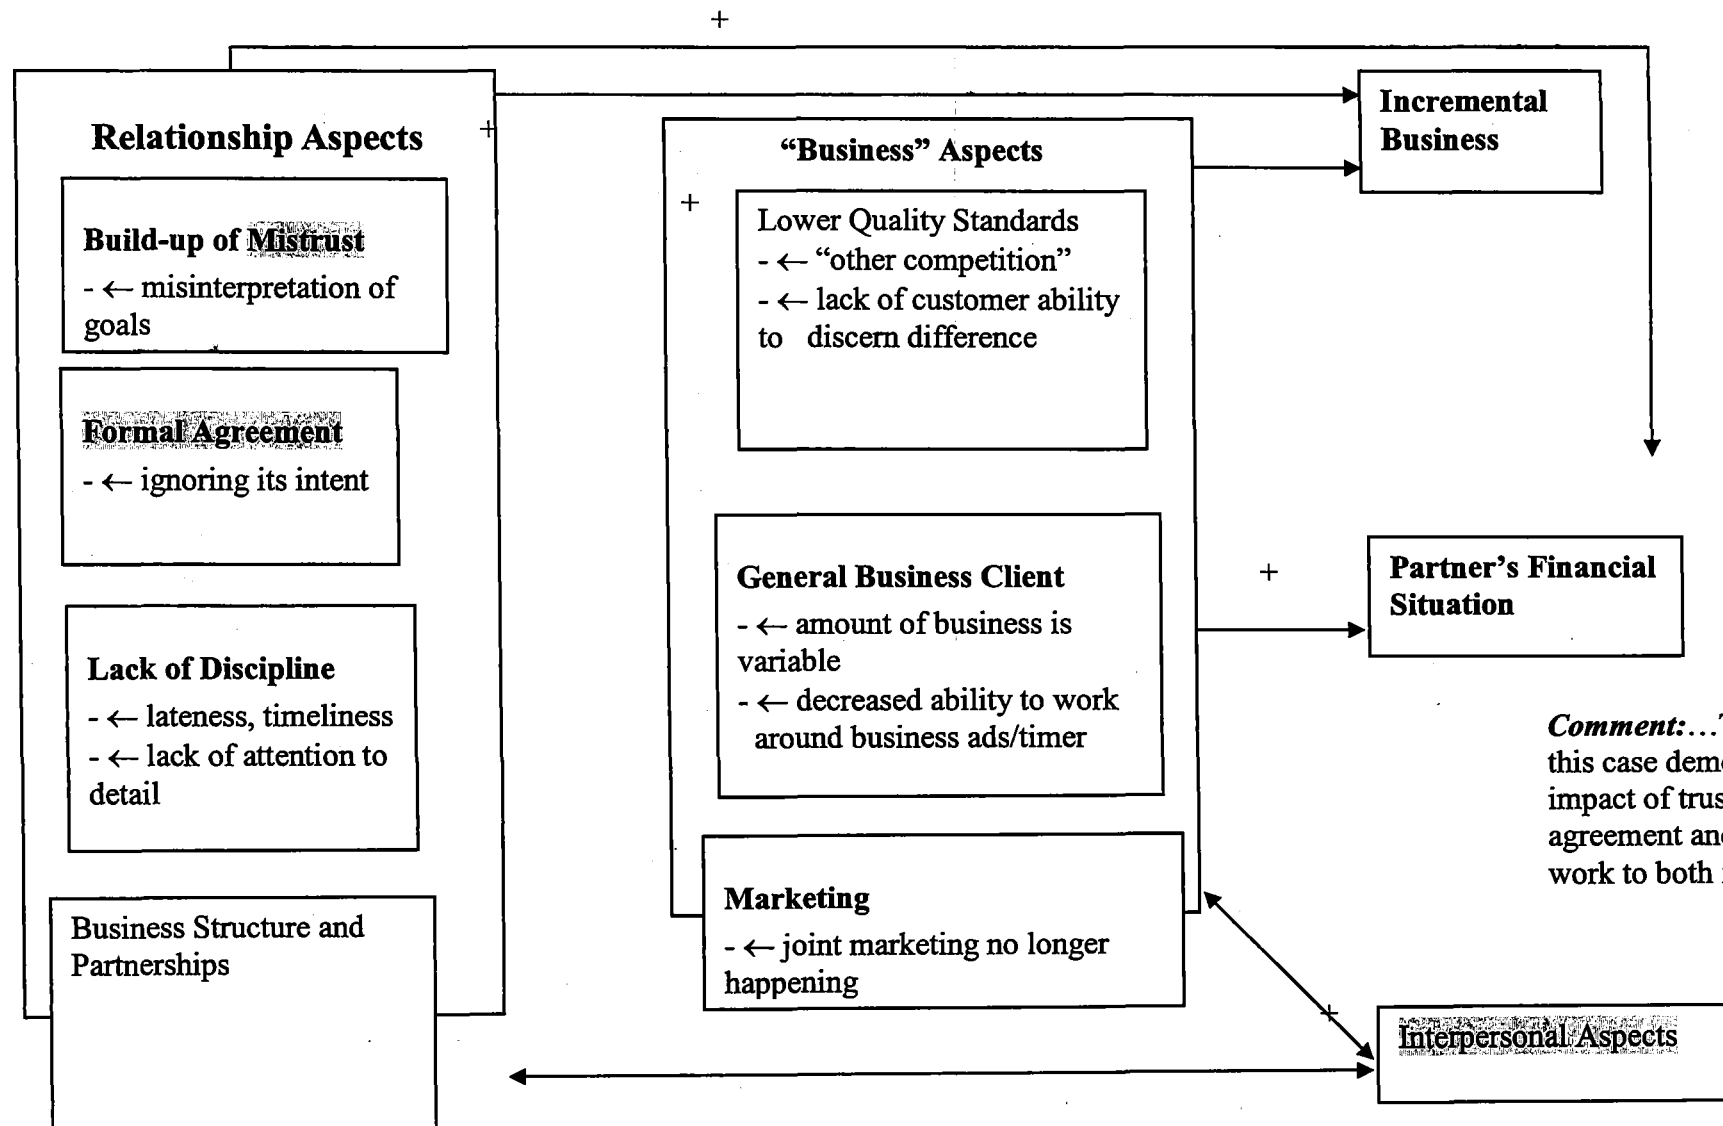 +
Relationship Aspects
+
Build-up of Mistrust
- ← misinterpretation of
goals
Formal Agreement
- ← ignoring its intent
Lack of Discipline
- ← lateness, timeliness
- ← lack of attention to
detail
Business Structure and
Partnerships
“Business” Aspects
+
Lower Quality Standards
- ← “other competition”
- ← lack of customer ability
to discern difference
General Business Client
- ← amount of business is
variable
- ← decreased ability to work
around business ads/timer
Marketing
- ← joint marketing no longer
happening
Incremental
Business
+
Partner’s Financial
Situation
Comment:…
this case
impact of
agreement
work to both
+
Interpersonal Aspects